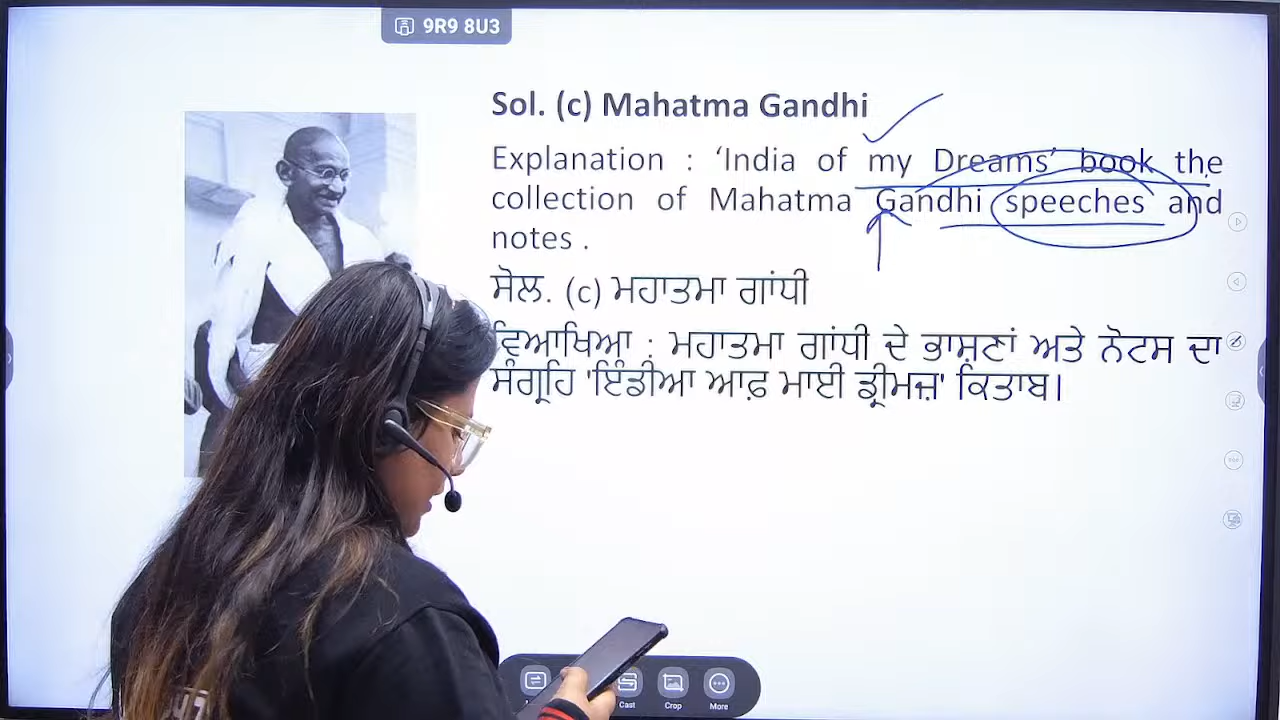 9R9 8U3
Sol. (c) Mahatma Gandhi
Explanation : ‘India of my Dreams’ book the
collection of Mahatma Gandhi speeches and
notes .
ਸੋਲ. (c) ਮਹਾਤਮਾ ਗਾਂਧੀ
ਵਿਆਖਿਆ : ਮਹਾਤਮਾ ਗਾਂਧੀ ਦੇ ਭਾਸ਼ਣਾਂ ਅਤੇ ਨੋਟਸ ਦਾ
ਸੰਗ੍ਰਹਿ 'ਇੰਡੀਆ ਆਫ਼ ਮਾਈ ਡ੍ਰੀਮਜ਼' ਕਿਤਾਬ।
Cast Crop More